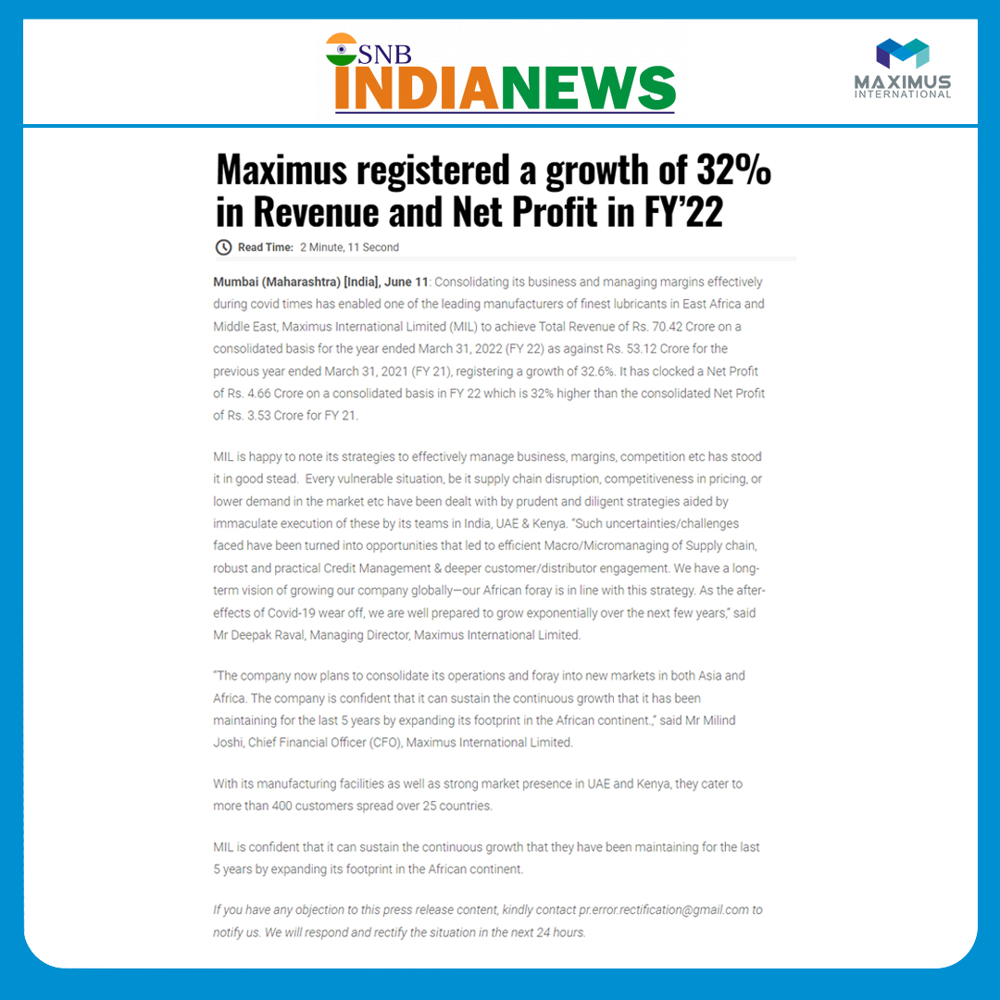 SNB
INDIANEWS
MAXIMUS
INTERNATIONAL
Maximus registered a growth of 32%
in Revenue and Net Profit in FY’22
Read Time: 2 Minute, 11 Second
Mumbai (Maharashtra) [India], June 11: Consolidating its business and managing margins effectively
during covid times has enabled one of the leading manufacturers of finest lubricants in East Africa and
Middle East, Maximus International Limited (MIL) to achieve Total Revenue of Rs. 70.42 Crore on a
consolidated basis for the year ended March 31, 2022 (FY 22) as against Rs. 53.12 Crore for the
previous year ended March 31, 2021 (FY 21), registering a growth of 32.6%. It has clocked a Net Profit
of Rs. 4.66 Crore on a consolidated basis in FY 22 which is 32% higher than the consolidated Net Profit
of Rs. 3.53 Crore for FY 21.
MIL is happy to note its strategies to effectively manage business, margins, competition etc has stood
it in good stead.  Every vulnerable situation, be it supply chain disruption, competitiveness in pricing, or
lower demand in the market etc have been dealt with by prudent and diligent strategies aided by
immaculate execution of these by its teams in India, UAE & Kenya. “Such uncertainties/challenges
faced have been turned into opportunities that led to efficient Macro/Micromanaging of Supply chain,
robust and practical Credit Management & deeper customer/distributor engagement. We have a long-
term vision of growing our company globally—our African foray is in line with this strategy. As the after-
effects of Covid-19 wear off, we are well prepared to grow exponentially over the next few years,” said
Mr Deepak Raval, Managing Director, Maximus International Limited.
“The company now plans to consolidate its operations and foray into new markets in both Asia and
Africa. The company is confident that it can sustain the continuous growth that it has been
maintaining for the last 5 years by expanding its footprint in the African continent.,” said Mr Milind
Joshi, Chief Financial Officer (CFO), Maximus International Limited.
With its manufacturing facilities as well as strong market presence in UAE and Kenya, they cater to
more than 400 customers spread over 25 countries.
MIL is confident that it can sustain the continuous growth that they have been maintaining for the last
5 years by expanding its footprint in the African continent.
If you have any objection to this press release content, kindly contact pr.error.rectification@gmail.com to
notify us. We will respond and rectify the situation in the next 24 hours.